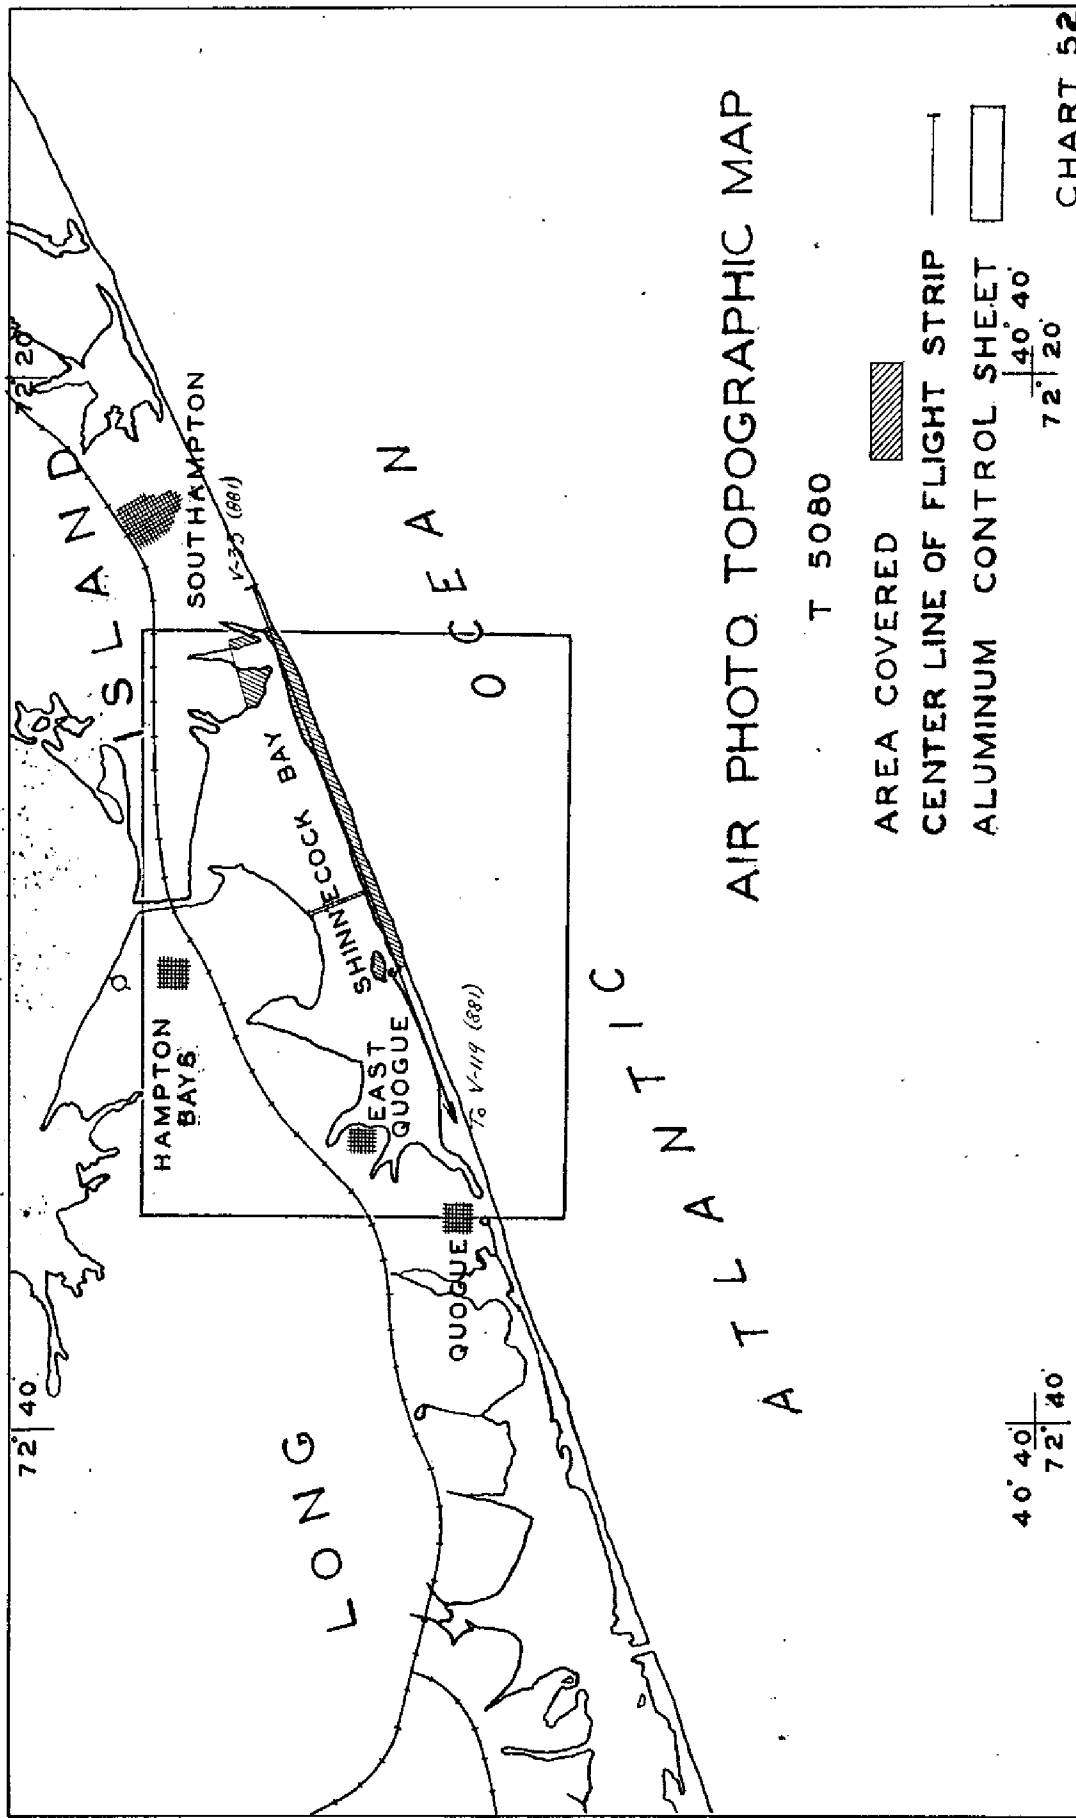 72° 40
72° 20
LONG ISLAND
HAMPTON
BAYS
SOUTHAMPTON
V-35 (881)
SHINNECOCK BAY
EAST
QUOGUE
QUOGUE
To V-119 (881)
ATLANTIC OCEAN
AIR PHOTO. TOPOGRAPHIC MAP
T 5080
AREA COVERED
CENTER LINE OF FLIGHT STRIP
ALUMINUM CONTROL SHEET
40° 40'
72° 40'
40° 40'
72° 20'
CHART 52